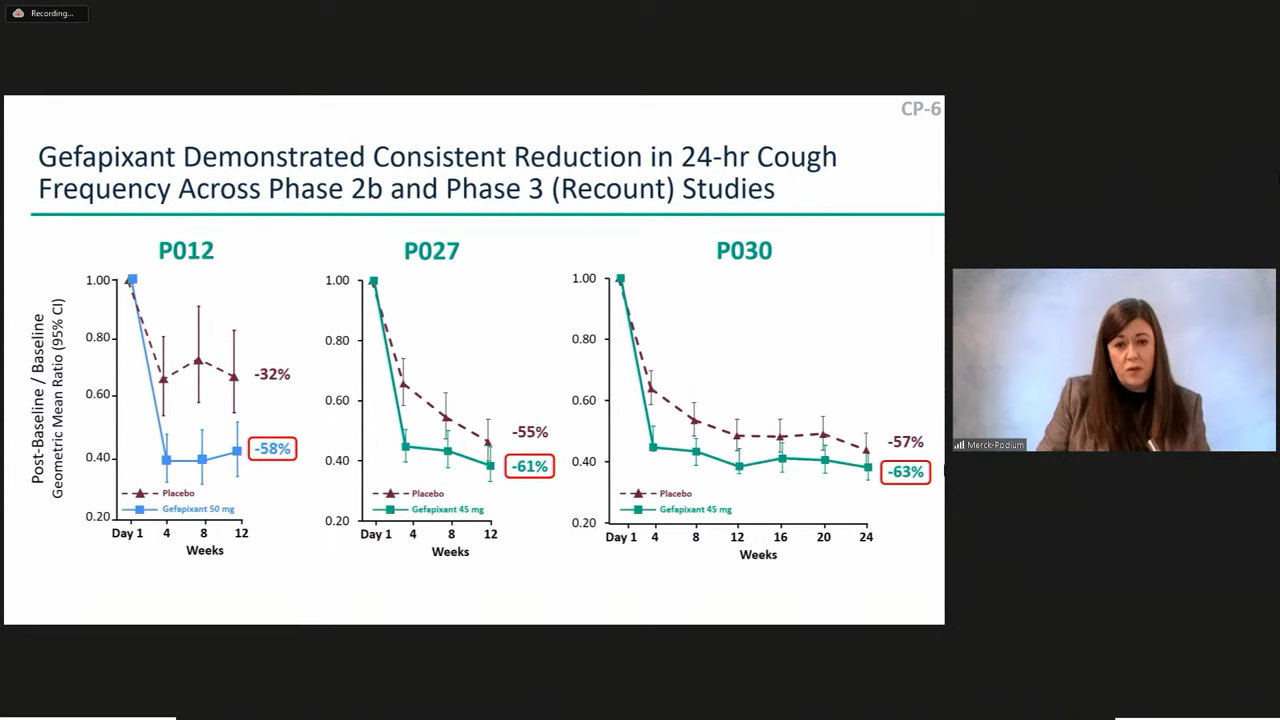 Recording...
CP-6
Gefapixant Demonstrated Consistent Reduction in 24-hr Cough
Frequency Across Phase 2b and Phase 3 (Recount) Studies
Post-Baseline / Baseline
Geometric Mean Ratio (95% CI)
P012
1.00
0.80
0.60
0.40
0.20
-32%
-58%
Placebo
Gefapixant 50 mg
Day 1 4 8 12
Weeks
P027
1.00
0.80
0.60
0.40
0.20
-55%
-61%
Placebo
Gefapixant 45 mg
Day 1 4 8 12
Weeks
P030
1.00
0.80
0.60
0.40
0.20
-57%
-63%
Placebo
Gefapixant 45 mg
Day 1 4 8 12 16 20 24
Weeks
Merck-Podium